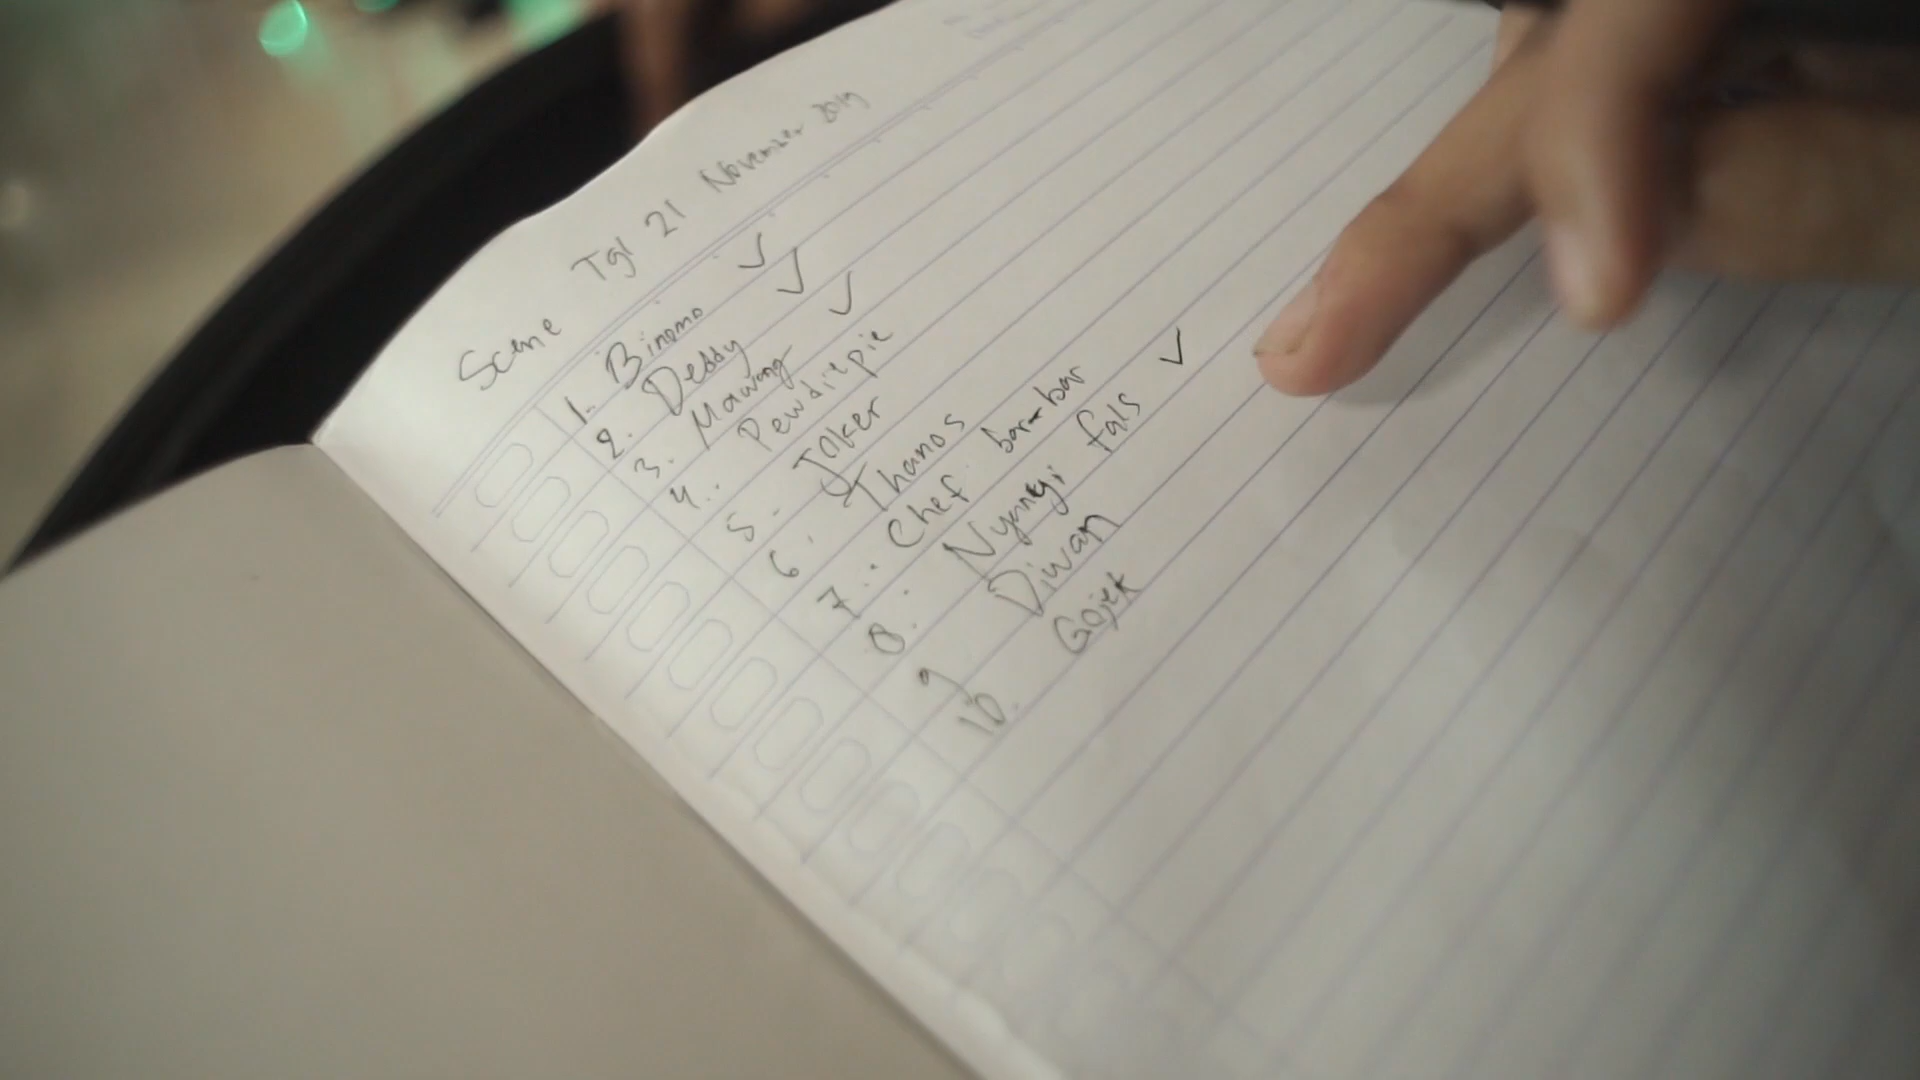 Scene Tgl 21 November 2019
1. Binomo ✓
2. Deddy ✓
3. Mawang ✓
4.. Pewdiepie
5. Joker
6. Thanos
7.. Chef bar-bar
8. Nyanyi fals ✓
9 Diwan
10. Gojek